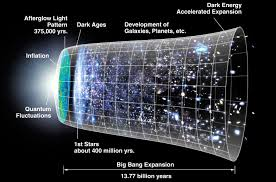 Dark Energy
Accelerated Expansion
Afterglow Light
Pattern
375,000 yrs.
Dark Ages
Development of
Galaxies, Planets, etc.
Inflation
Quantum
Fluctuations
1st Stars
about 400 million yrs.
Big Bang Expansion
13.77 billion years